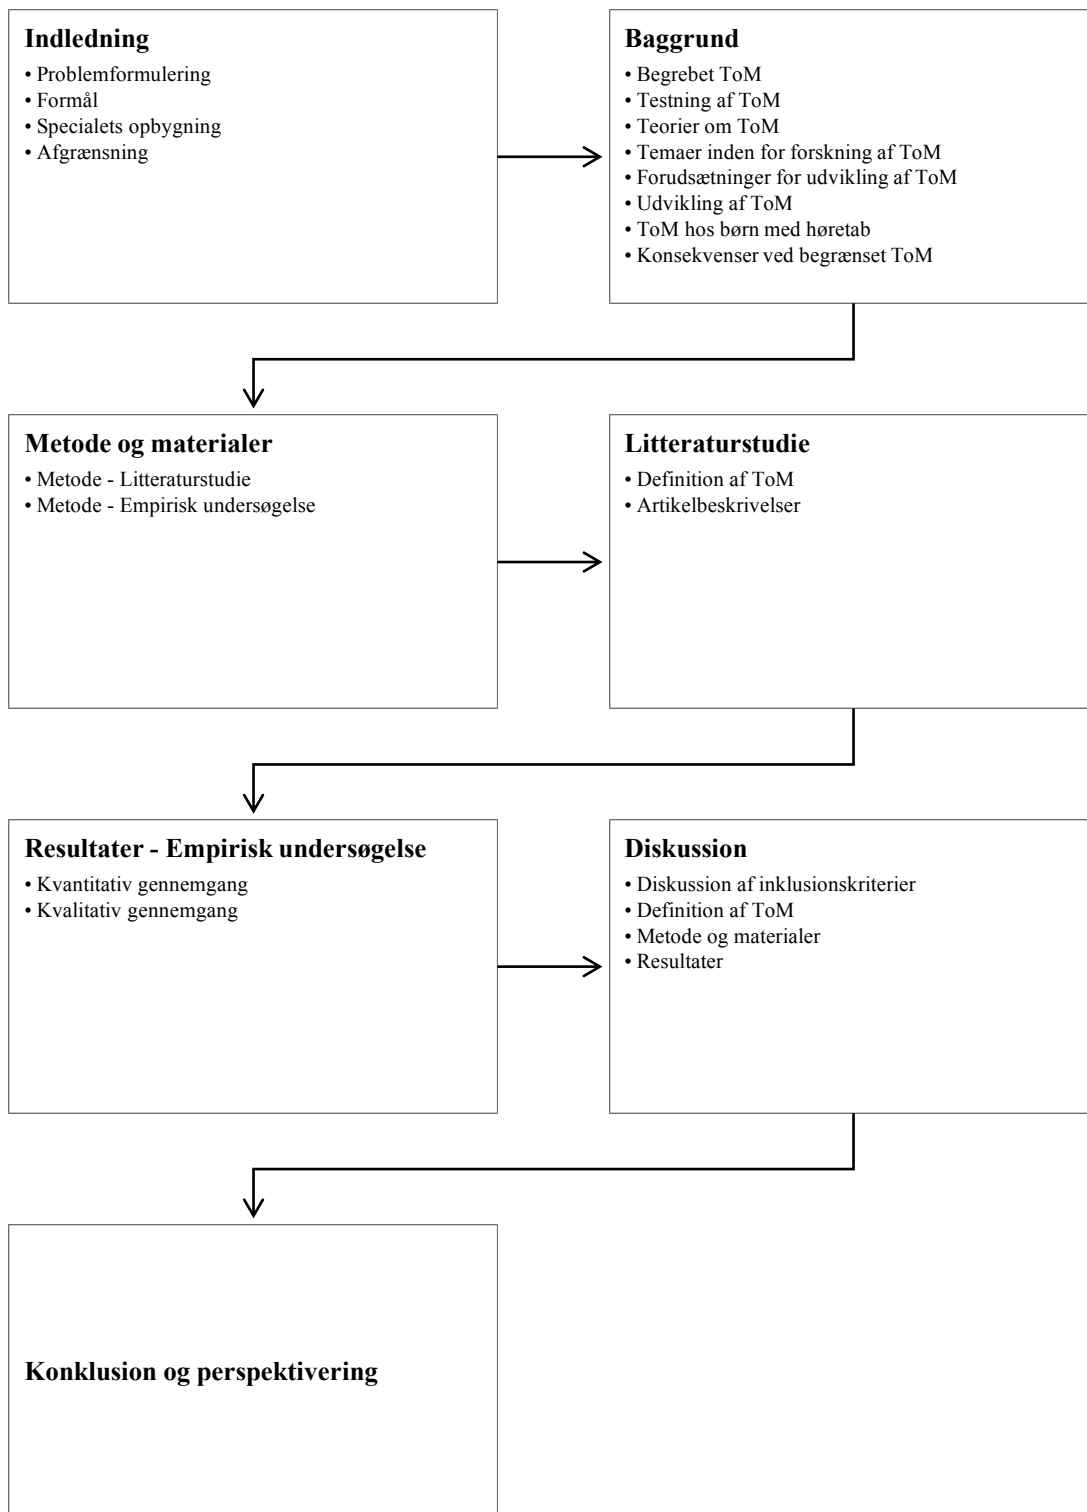 Indledning
• Problemformulering
• Formål
• Specialets opbygning
• Afgrænsning
Baggrund
• Begrebet ToM
• Testning af ToM
• Teorier om ToM
• Temaer inden for forskning af ToM
• Forudsætninger for udvikling af ToM
• Udvikling af ToM
• ToM hos børn med høretab
• Konsekvenser ved begrænset ToM
Metode og materialer
• Metode - Litteraturstudie
• Metode - Empirisk undersøgelse
Litteraturstudie
• Definition af ToM
• Artikelbeskrivelser
Resultater - Empirisk undersøgelse
• Kvantitativ gennemgang
• Kvalitativ gennemgang
Diskussion
• Diskussion af inklusionskriterier
• Definition af ToM
• Metode og materialer
• Resultater
Konklusion og perspektivering